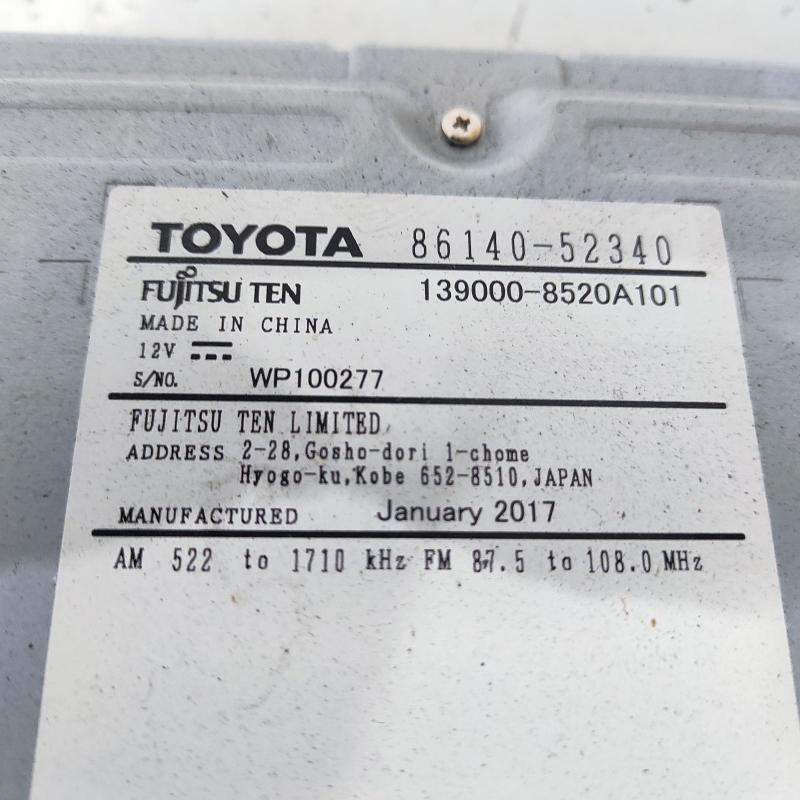 TOYOTA 86140-52340
FUJITSU TEN 139000-8520A101
MADE IN CHINA
12V
S/NO. WP100277
FUJITSU TEN LIMITED
ADDRESS 2-28,Gosho-dori 1-chome
Hyogo-ku,Kobe 652-8510,JAPAN
MANUFACTURED January 2017
AM 522 to 1710 kHz FM 87.5 to 108.0 MHz